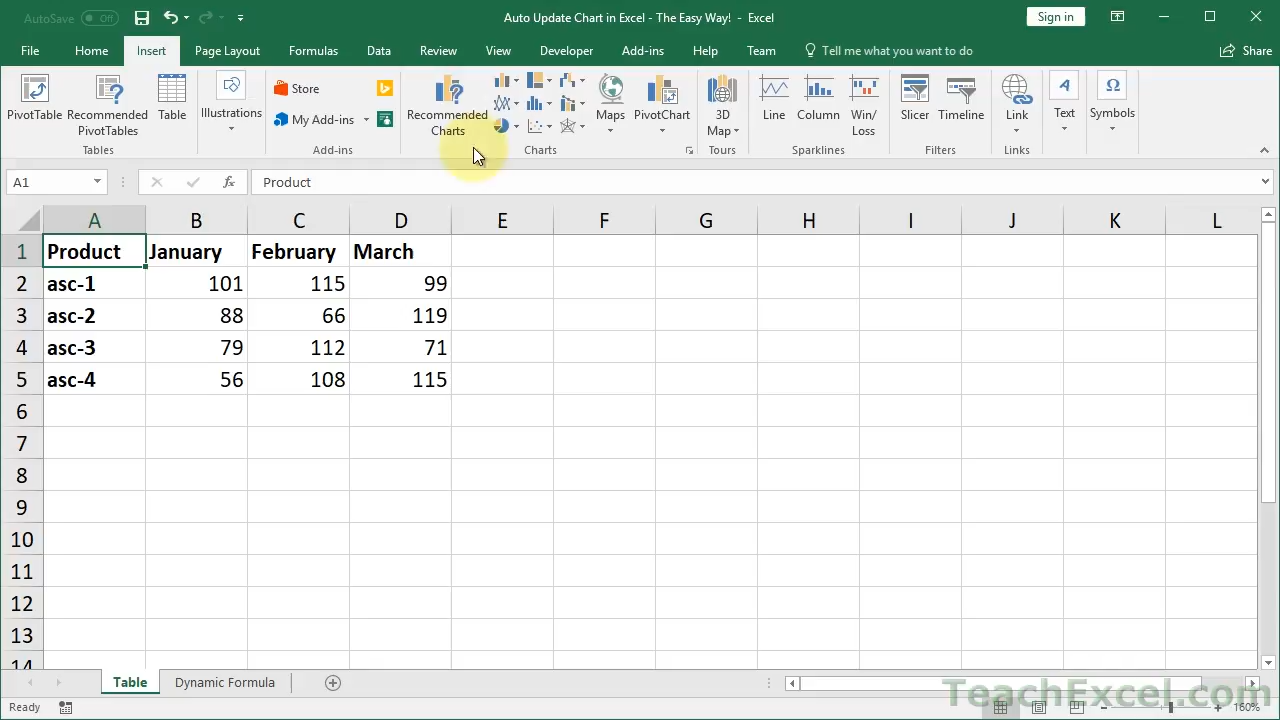 AutoSave Off Auto Update Chart in Excel - The Easy Way! - Excel Sign in
File Home Insert Page Layout Formulas Data Review View Developer Add-ins Help Team Tell me what you want to do Share
PivotTable Recommended PivotTables Table Illustrations Store My Add-ins Recommended Charts Maps PivotChart 3D Map Line Column Win/Loss Slicer Timeline Link Text Symbols
Tables Add-ins Charts Tours Sparklines Filters Links
A1 fx Product
A B C D E F G H I J K L
1 Product January February March
2 asc-1 101 115 99
3 asc-2 88 66 119
4 asc-3 79 112 71
5 asc-4 56 108 115
6
7
8
9
10
11
12
13
14
Table Dynamic Formula
TeachExcel.com
Ready 160%